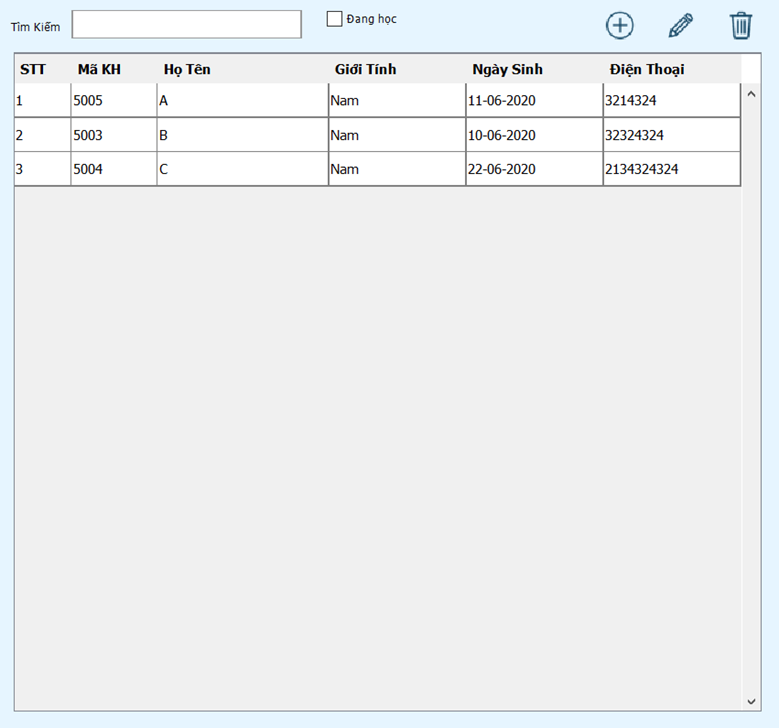 Tìm Kiếm Đang học
STT Mã KH Họ Tên Giới Tính Ngày Sinh Điện Thoại
1 5005 A Nam 11-06-2020 3214324
2 5003 B Nam 10-06-2020 32324324
3 5004 C Nam 22-06-2020 2134324324